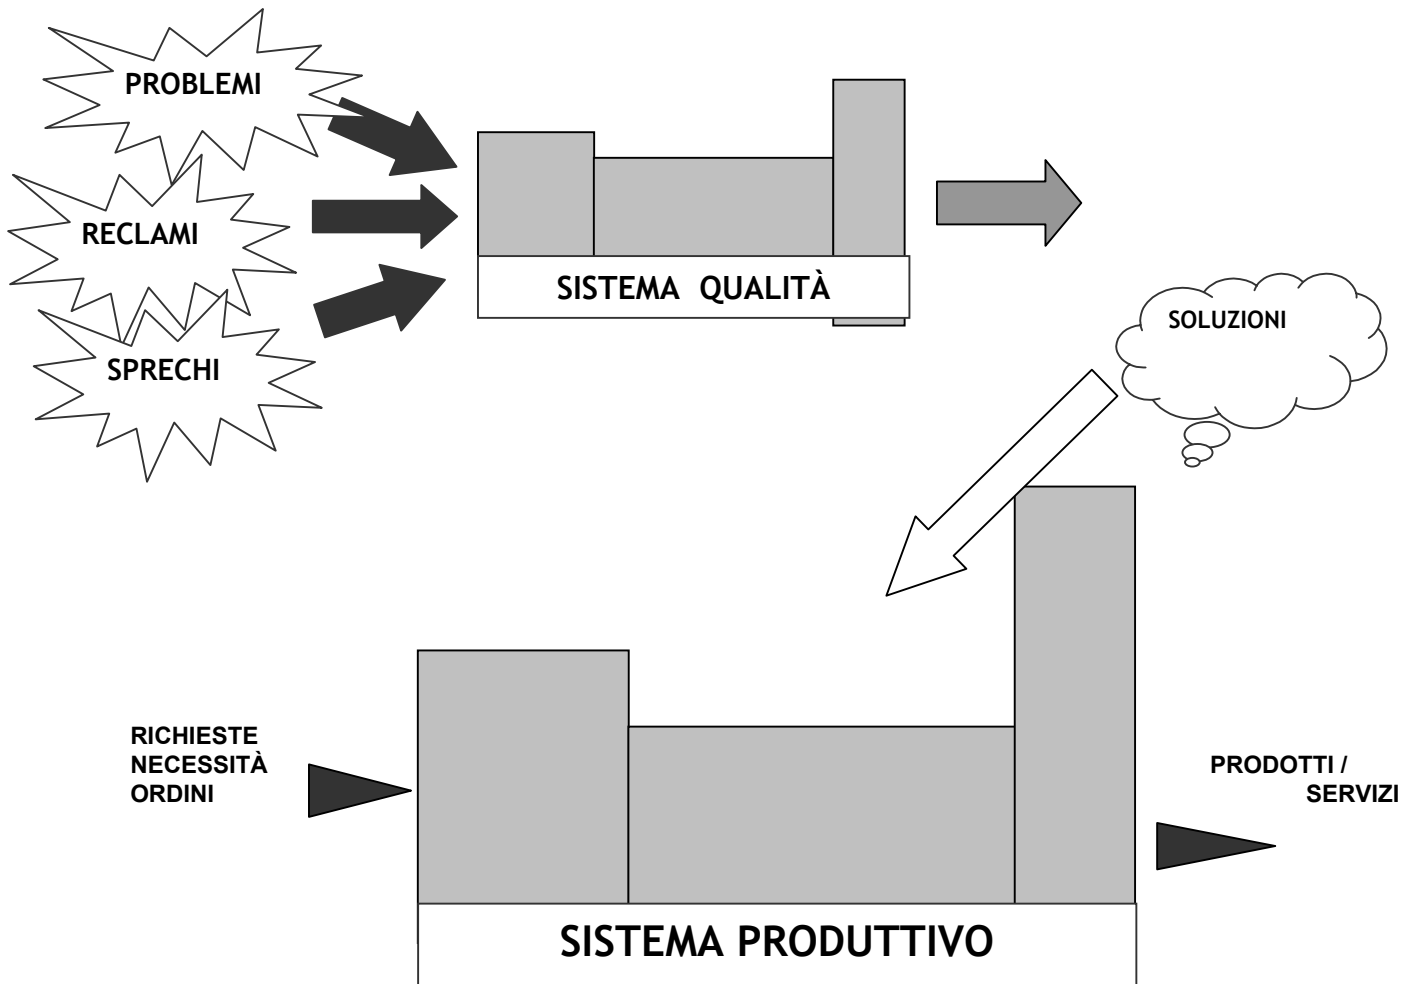 PROBLEMI
RECLAMI
SPRECHI
SISTEMA QUALITÀ
SOLUZIONI
RICHIESTE
NECESSITÀ
ORDINI
PRODOTTI /
SERVIZI
SISTEMA PRODUTTIVO